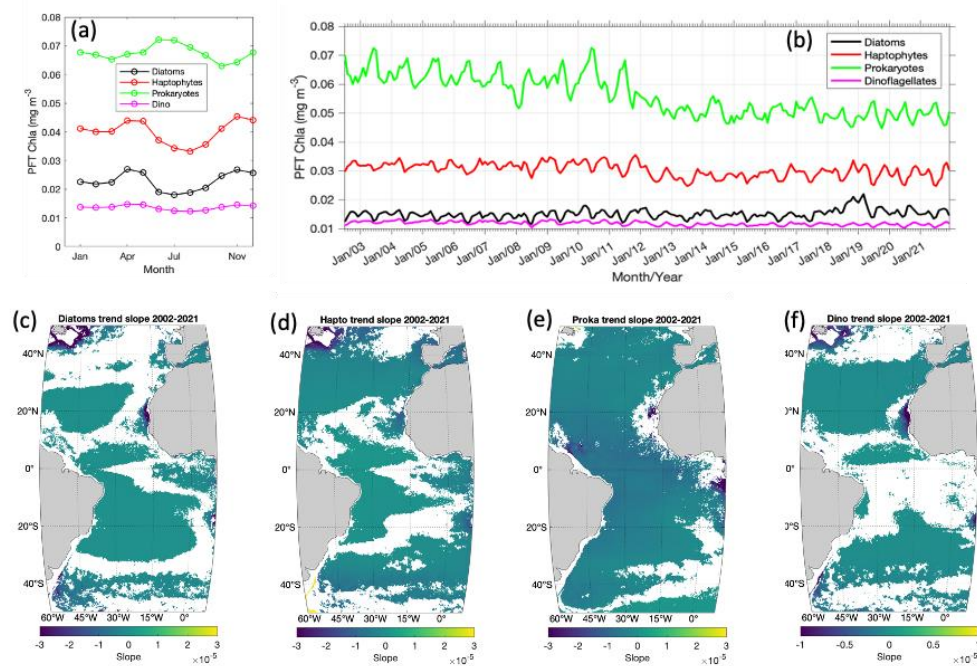 (a)
0.08
0.07
0.06
0.05
0.04
0.03
0.02
0.01
0
PFT Chla (mg m⁻³)
Diatoms
Haptophytes
Prokaryotes
Dino
Jan Apr Jul Nov
Month
(b)
0.08
0.07
0.06
0.05
0.04
0.03
0.02
0.01
PFT Chla (mg m⁻³)
Diatoms
Haptophytes
Prokaryotes
Dinoflagellates
Jan/03 Jan/04 Jan/05 Jan/06 Jan/07 Jan/08 Jan/09 Jan/10 Jan/11 Jan/12 Jan/13 Jan/14 Jan/15 Jan/16 Jan/17 Jan/18 Jan/19 Jan/20 Jan/21
Month/Year
(c)
Diatoms trend slope 2002-2021
40°N
20°N
0°
20°S
40°S
60°W 45°W 30°W 15°W 0°
-3 -2 -1 0 1 2 3
Slope ×10⁻⁵
(d)
Hapto trend slope 2002-2021
40°N
20°N
0°
20°S
40°S
60°W 45°W 30°W 15°W 0°
-3 -2 -1 0 1 2 3
Slope ×10⁻⁵
(e)
Proka trend slope 2002-2021
40°N
20°N
0°
20°S
40°S
60°W 45°W 30°W 15°W 0°
-3 -2 -1 0 1 2 3
Slope ×10⁻⁵
(f)
Dino trend slope 2002-2021
40°N
20°N
0°
20°S
40°S
60°W 45°W 30°W 15°W 0°
-1 -0.5 0 0.5
Slope ×10⁻⁵